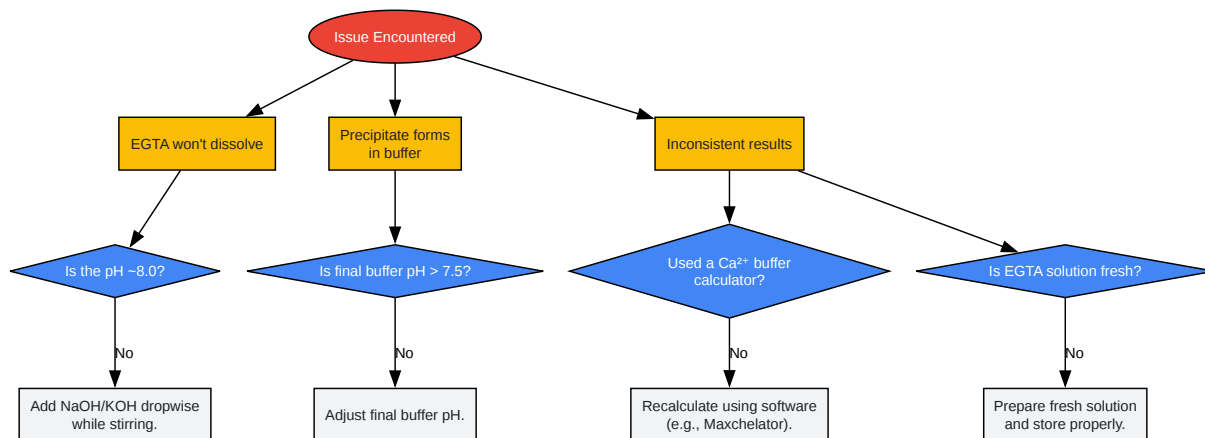 Issue Encountered
EGTA won't dissolve
Precipitate forms
in buffer
Inconsistent results
Is the pH ~8.0?
Is final buffer pH > 7.5?
Used a Ca²⁺ buffer
calculator?
Is EGTA solution fresh?
No
No
No
No
Add NaOH/KOH dropwise
while stirring.
Adjust final buffer pH.
Recalculate using software
(e.g., Maxchelator).
Prepare fresh solution
and store properly.